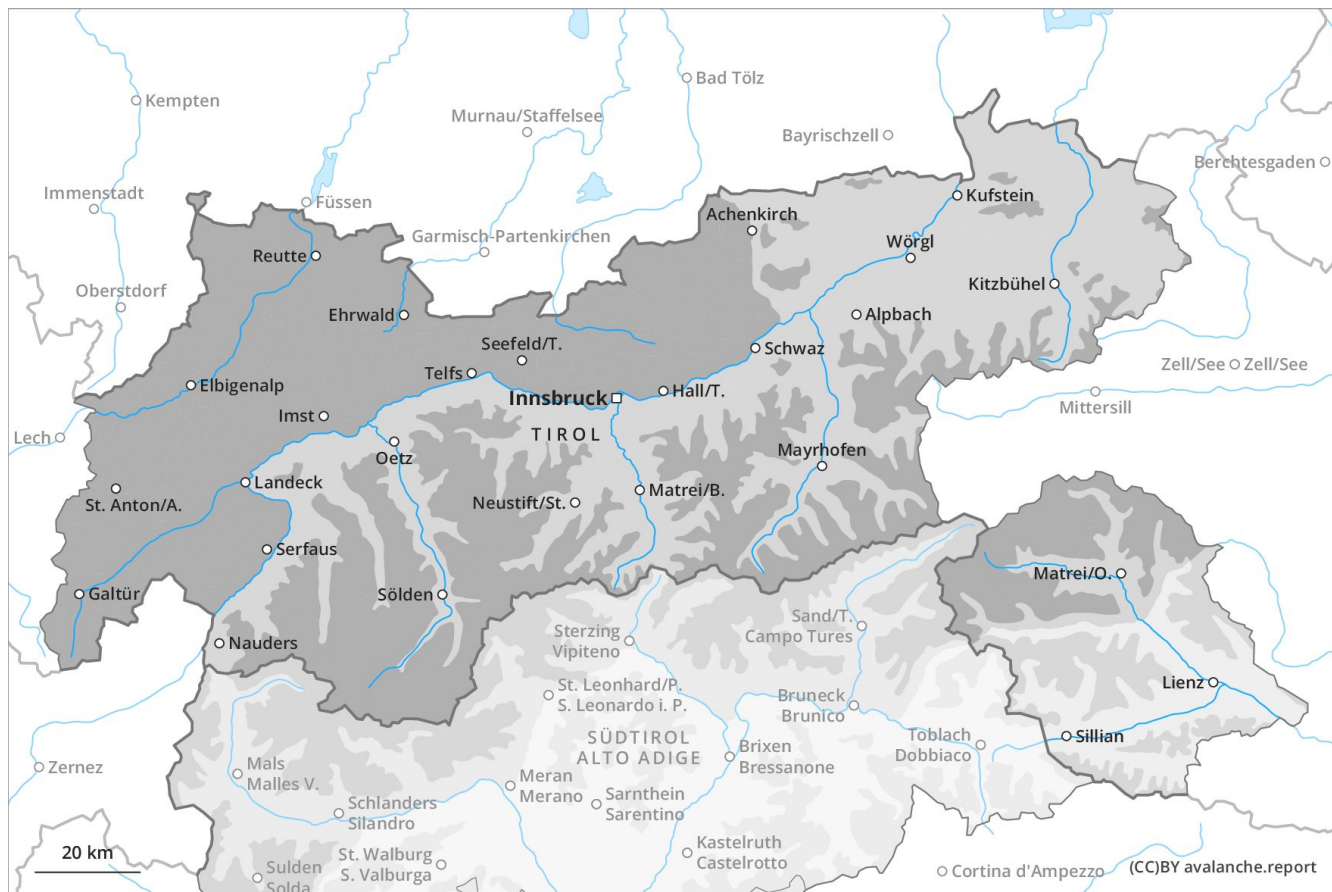 Bad Tölz
Kempten
Murnau/Staffelsee
Bayrischzell
Berchtesgaden
Immenstadt
Füssen
Kufstein
Achenkirch
Garmisch-Partenkirchen
Wörgl
Reutte
Kitzbühel
Oberstdorf
Ehrwald
Alpbach
Seefeld/T.
Schwaz
Zell/See
Zell/See
Telfs
Elbigenalp
Hall/T.
Innsbruck
Mittersill
Imst
TIROL
Lech
Mayrhofen
Oetz
Landeck
Matrei/B.
St. Anton/A.
Neustift/St.
Serfaus
Matrei/O.
Galtür
Sölden
Sand/T.
Campo Tures
Sterzing
Vipiteno
Nauders
Lienz
St. Leonhard/P.
S. Leonardo i. P.
Bruneck
Brunico
Toblach
Dobbiaco
Sillian
SÜDTIROL
ALTO ADIGE
Brixen
Bressanone
Zernez
Mals
Malles V.
Meran
Merano
Sarnthein
Sarentino
Schlanders
Silandro
Kastelruth
Castelrotto
20 km
St. Walburg
S. Valburga
Sulden
Solda
Cortina d'Ampezzo
(CC)BY avalanche.report